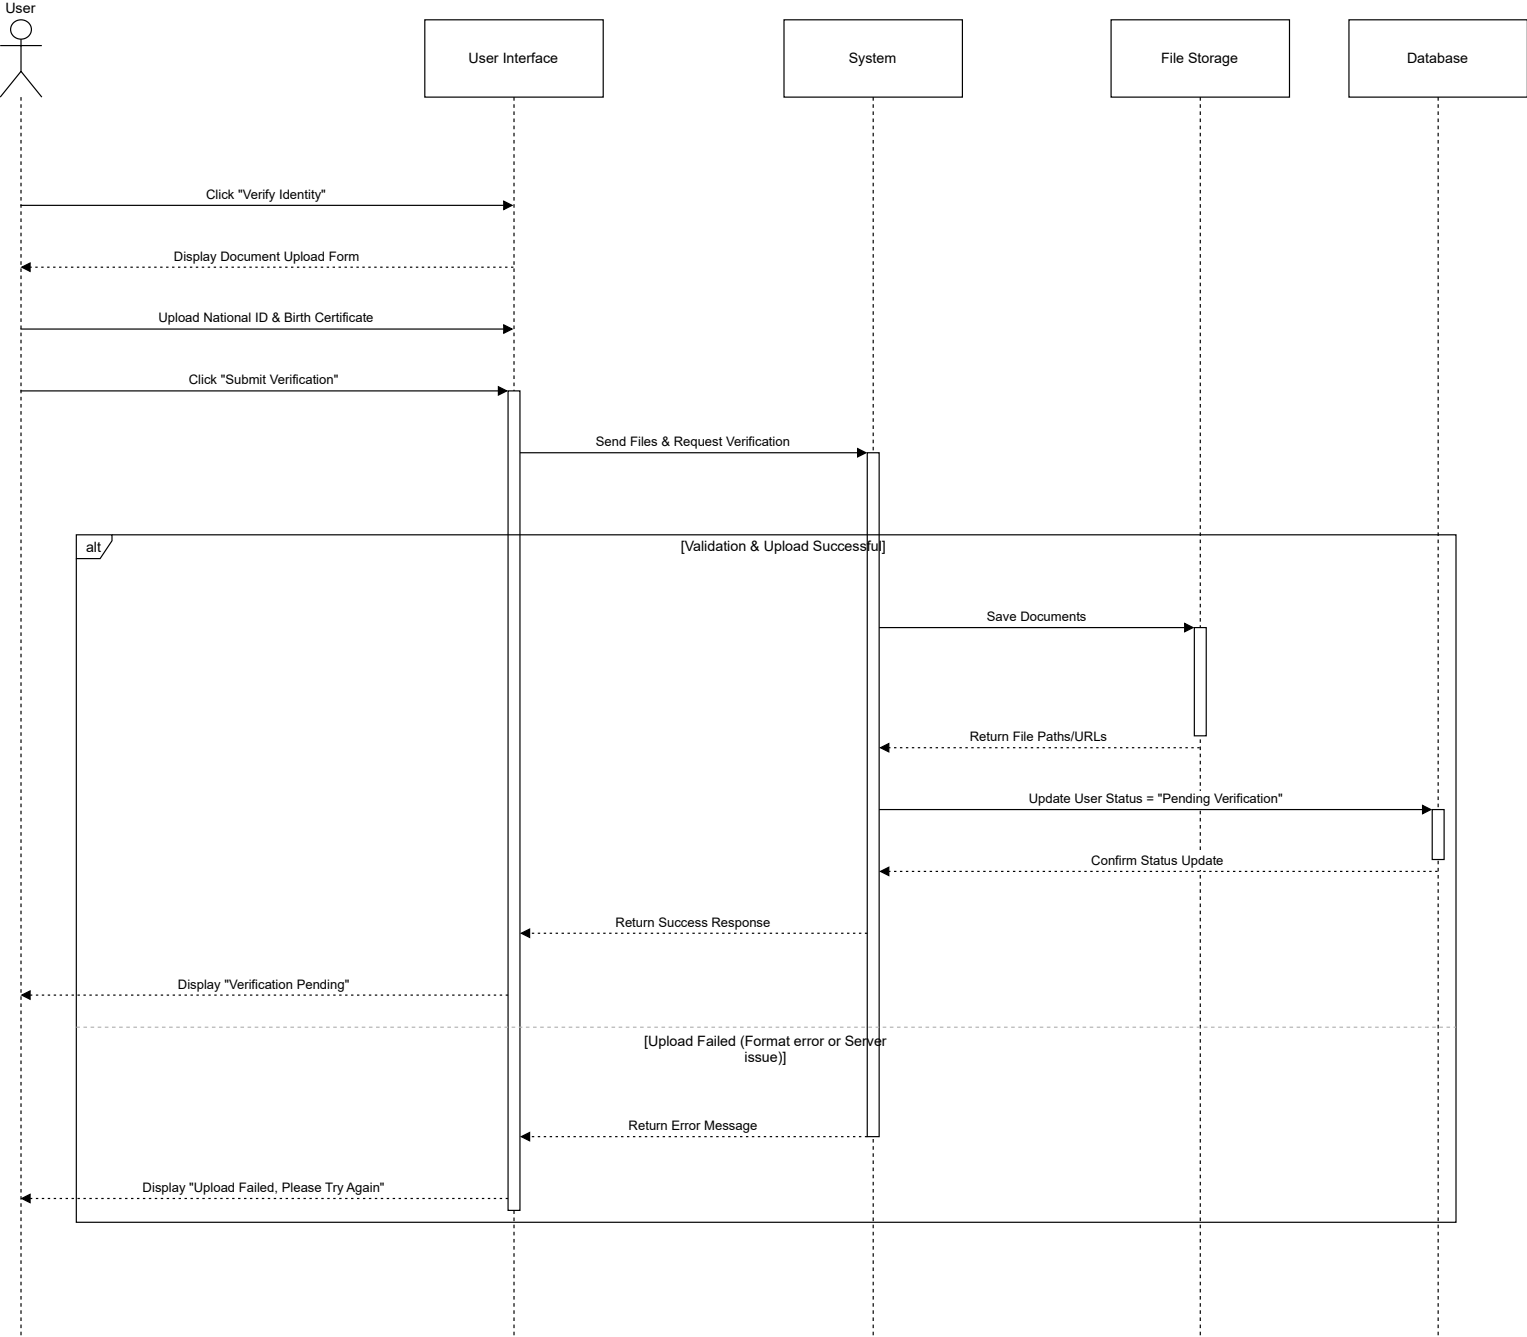 User
User Interface
System
File Storage
Database
Click "Verify Identity"
Display Document Upload Form
Upload National ID & Birth Certificate
Click "Submit Verification"
Send Files & Request Verification
alt
[Validation & Upload Successful]
Save Documents
Return File Paths/URLs
Update User Status = "Pending Verification"
Confirm Status Update
Return Success Response
Display "Verification Pending"
[Upload Failed (Format error or Server
issue)]
Return Error Message
Display "Upload Failed, Please Try Again"